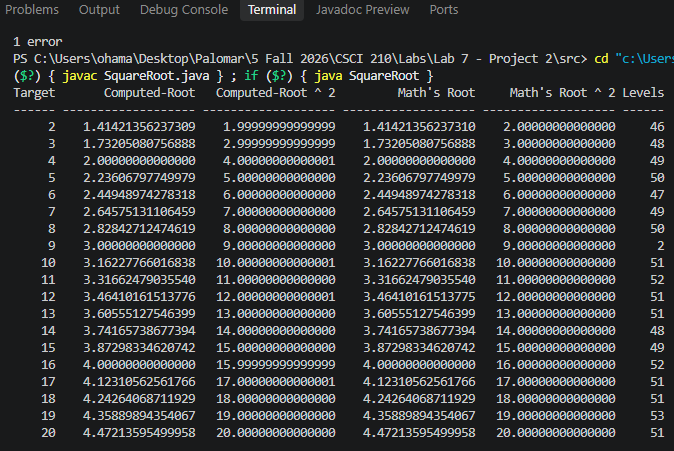 Problems Output Debug Console Terminal Javadoc Preview Ports
1 error
PS C:\Users\ohama\Desktop\Palomar\5 Fall 2026\CSCI 210\Labs\Lab 7 - Project 2\src> cd "c:\Users
($?) { javac SquareRoot.java } ; if ($?) { java SquareRoot }
Target Computed-Root Computed-Root ^ 2 Math's Root Math's Root ^ 2 Levels
------ ----------------- ----------------- ----------------- ----------------- ------
2 1.41421356237309 1.99999999999999 1.41421356237310 2.00000000000000 46
3 1.73205080756888 2.99999999999999 1.73205080756888 3.00000000000000 48
4 2.00000000000000 4.00000000000001 2.00000000000000 4.00000000000000 49
5 2.23606797749979 5.00000000000000 2.23606797749979 5.00000000000000 50
6 2.44948974278318 6.00000000000000 2.44948974278318 6.00000000000000 47
7 2.64575131106459 7.00000000000000 2.64575131106459 7.00000000000000 49
8 2.82842712474619 8.00000000000000 2.82842712474619 8.00000000000000 50
9 3.00000000000000 9.00000000000000 3.00000000000000 9.00000000000000 2
10 3.16227766016838 10.00000000000001 3.16227766016838 10.00000000000000 51
11 3.31662479035540 11.00000000000000 3.31662479035540 11.00000000000000 52
12 3.46410161513776 12.00000000000001 3.46410161513775 12.00000000000000 51
13 3.60555127546399 13.00000000000000 3.60555127546399 13.00000000000000 51
14 3.74165738677394 14.00000000000000 3.74165738677394 14.00000000000000 48
15 3.87298334620742 15.00000000000000 3.87298334620742 15.00000000000000 49
16 4.00000000000000 15.99999999999999 4.00000000000000 16.00000000000000 52
17 4.12310562561766 17.00000000000001 4.12310562561766 17.00000000000000 51
18 4.24264068711929 18.00000000000000 4.24264068711928 18.00000000000000 51
19 4.35889894354067 19.00000000000000 4.35889894354067 19.00000000000000 53
20 4.47213595499958 20.00000000000000 4.47213595499958 20.00000000000000 51